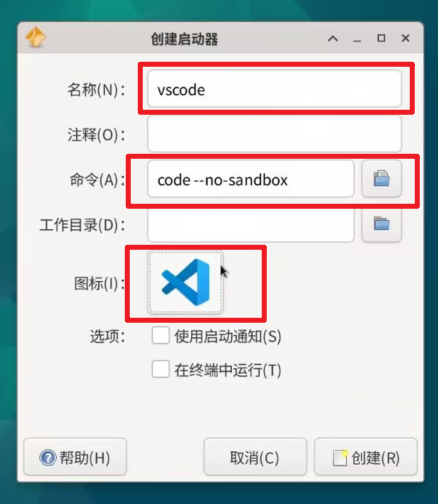 创建启动器
名称(N): vscode
注释(O):
命令(A): code --no-sandbox
工作目录(D):
图标(I):
选项: 使用启动通知(S)
在终端中运行(T)
帮助(H) 取消(C) 创建(R)